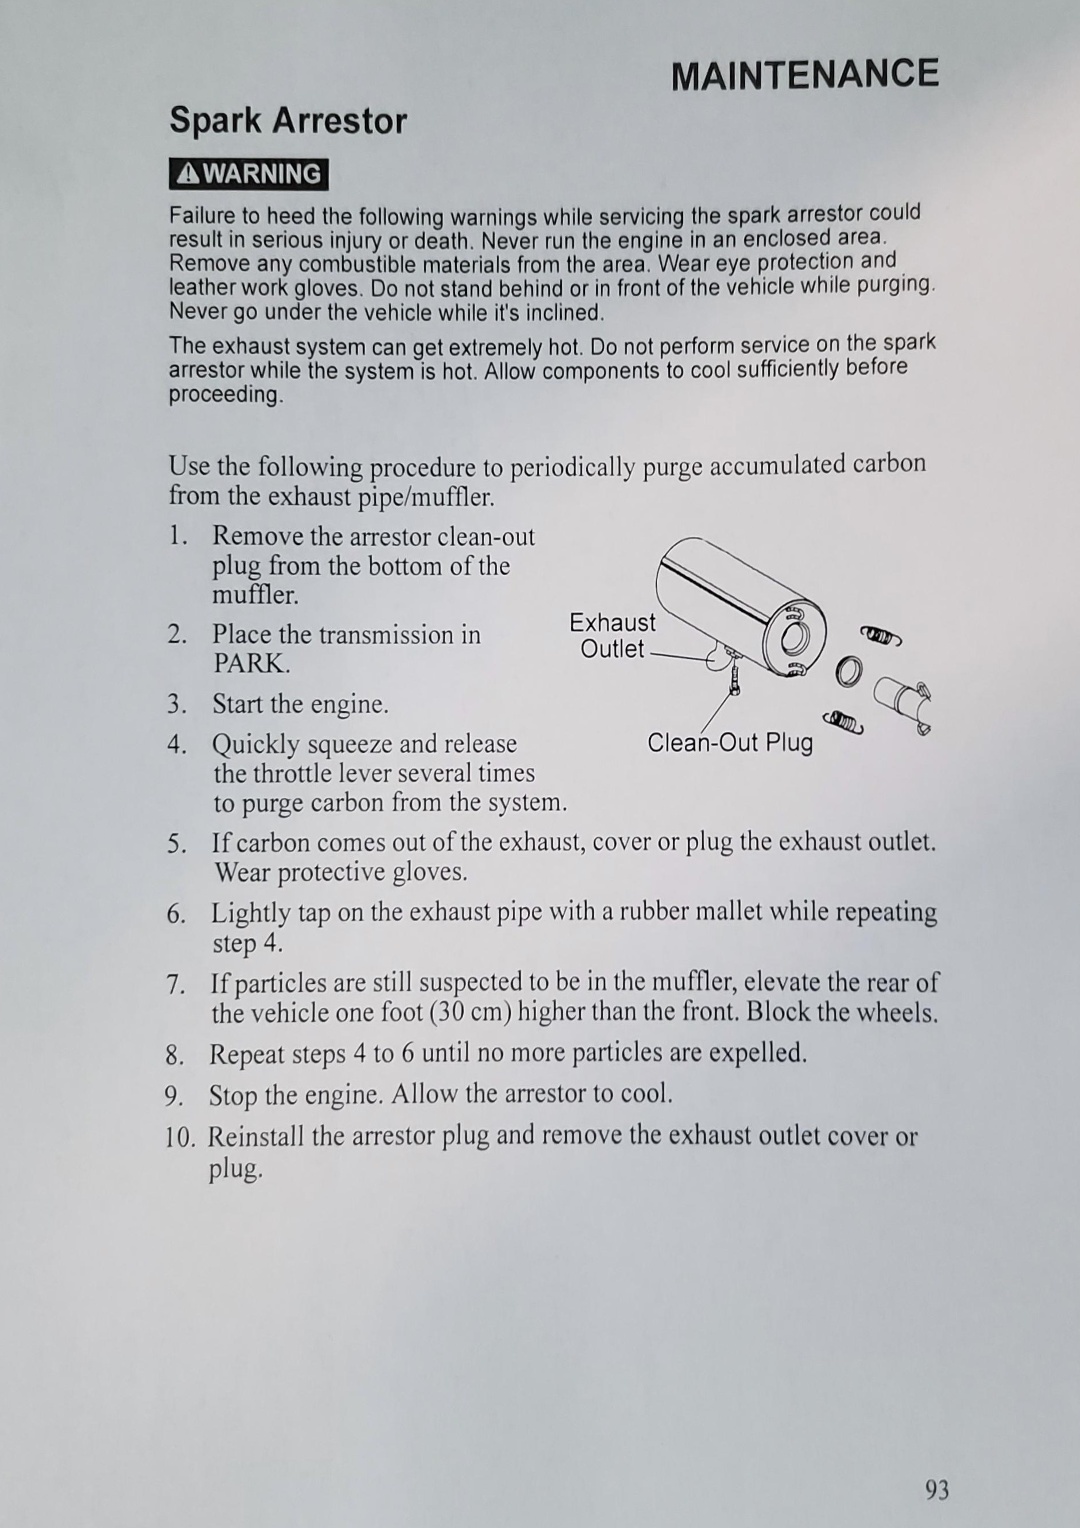 MAINTENANCE
Spark Arrestor
WARNING
Failure to heed the following warnings while servicing the spark arrestor could
result in serious injury or death. Never run the engine in an enclosed area.
Remove any combustible materials from the area. Wear eye protection and
leather work gloves. Do not stand behind or in front of the vehicle while purging.
Never go under the vehicle while it's inclined.
The exhaust system can get extremely hot. Do not perform service on the spark
arrestor while the system is hot. Allow components to cool sufficiently before
proceeding.
Use the following procedure to periodically purge accumulated carbon
from the exhaust pipe/muffler.
1. Remove the arrestor clean-out
plug from the bottom of the
muffler.
2. Place the transmission in
PARK.
3. Start the engine.
4. Quickly squeeze and release
the throttle lever several times
to purge carbon from the system.
Exhaust
Outlet
Clean-Out Plug
5. If carbon comes out of the exhaust, cover or plug the exhaust outlet.
Wear protective gloves.
6. Lightly tap on the exhaust pipe with a rubber mallet while repeating
step 4.
7. If particles are still suspected to be in the muffler, elevate the rear of
the vehicle one foot (30 cm) higher than the front. Block the wheels.
8. Repeat steps 4 to 6 until no more particles are expelled.
9. Stop the engine. Allow the arrestor to cool.
10. Reinstall the arrestor plug and remove the exhaust outlet cover or
plug.
93